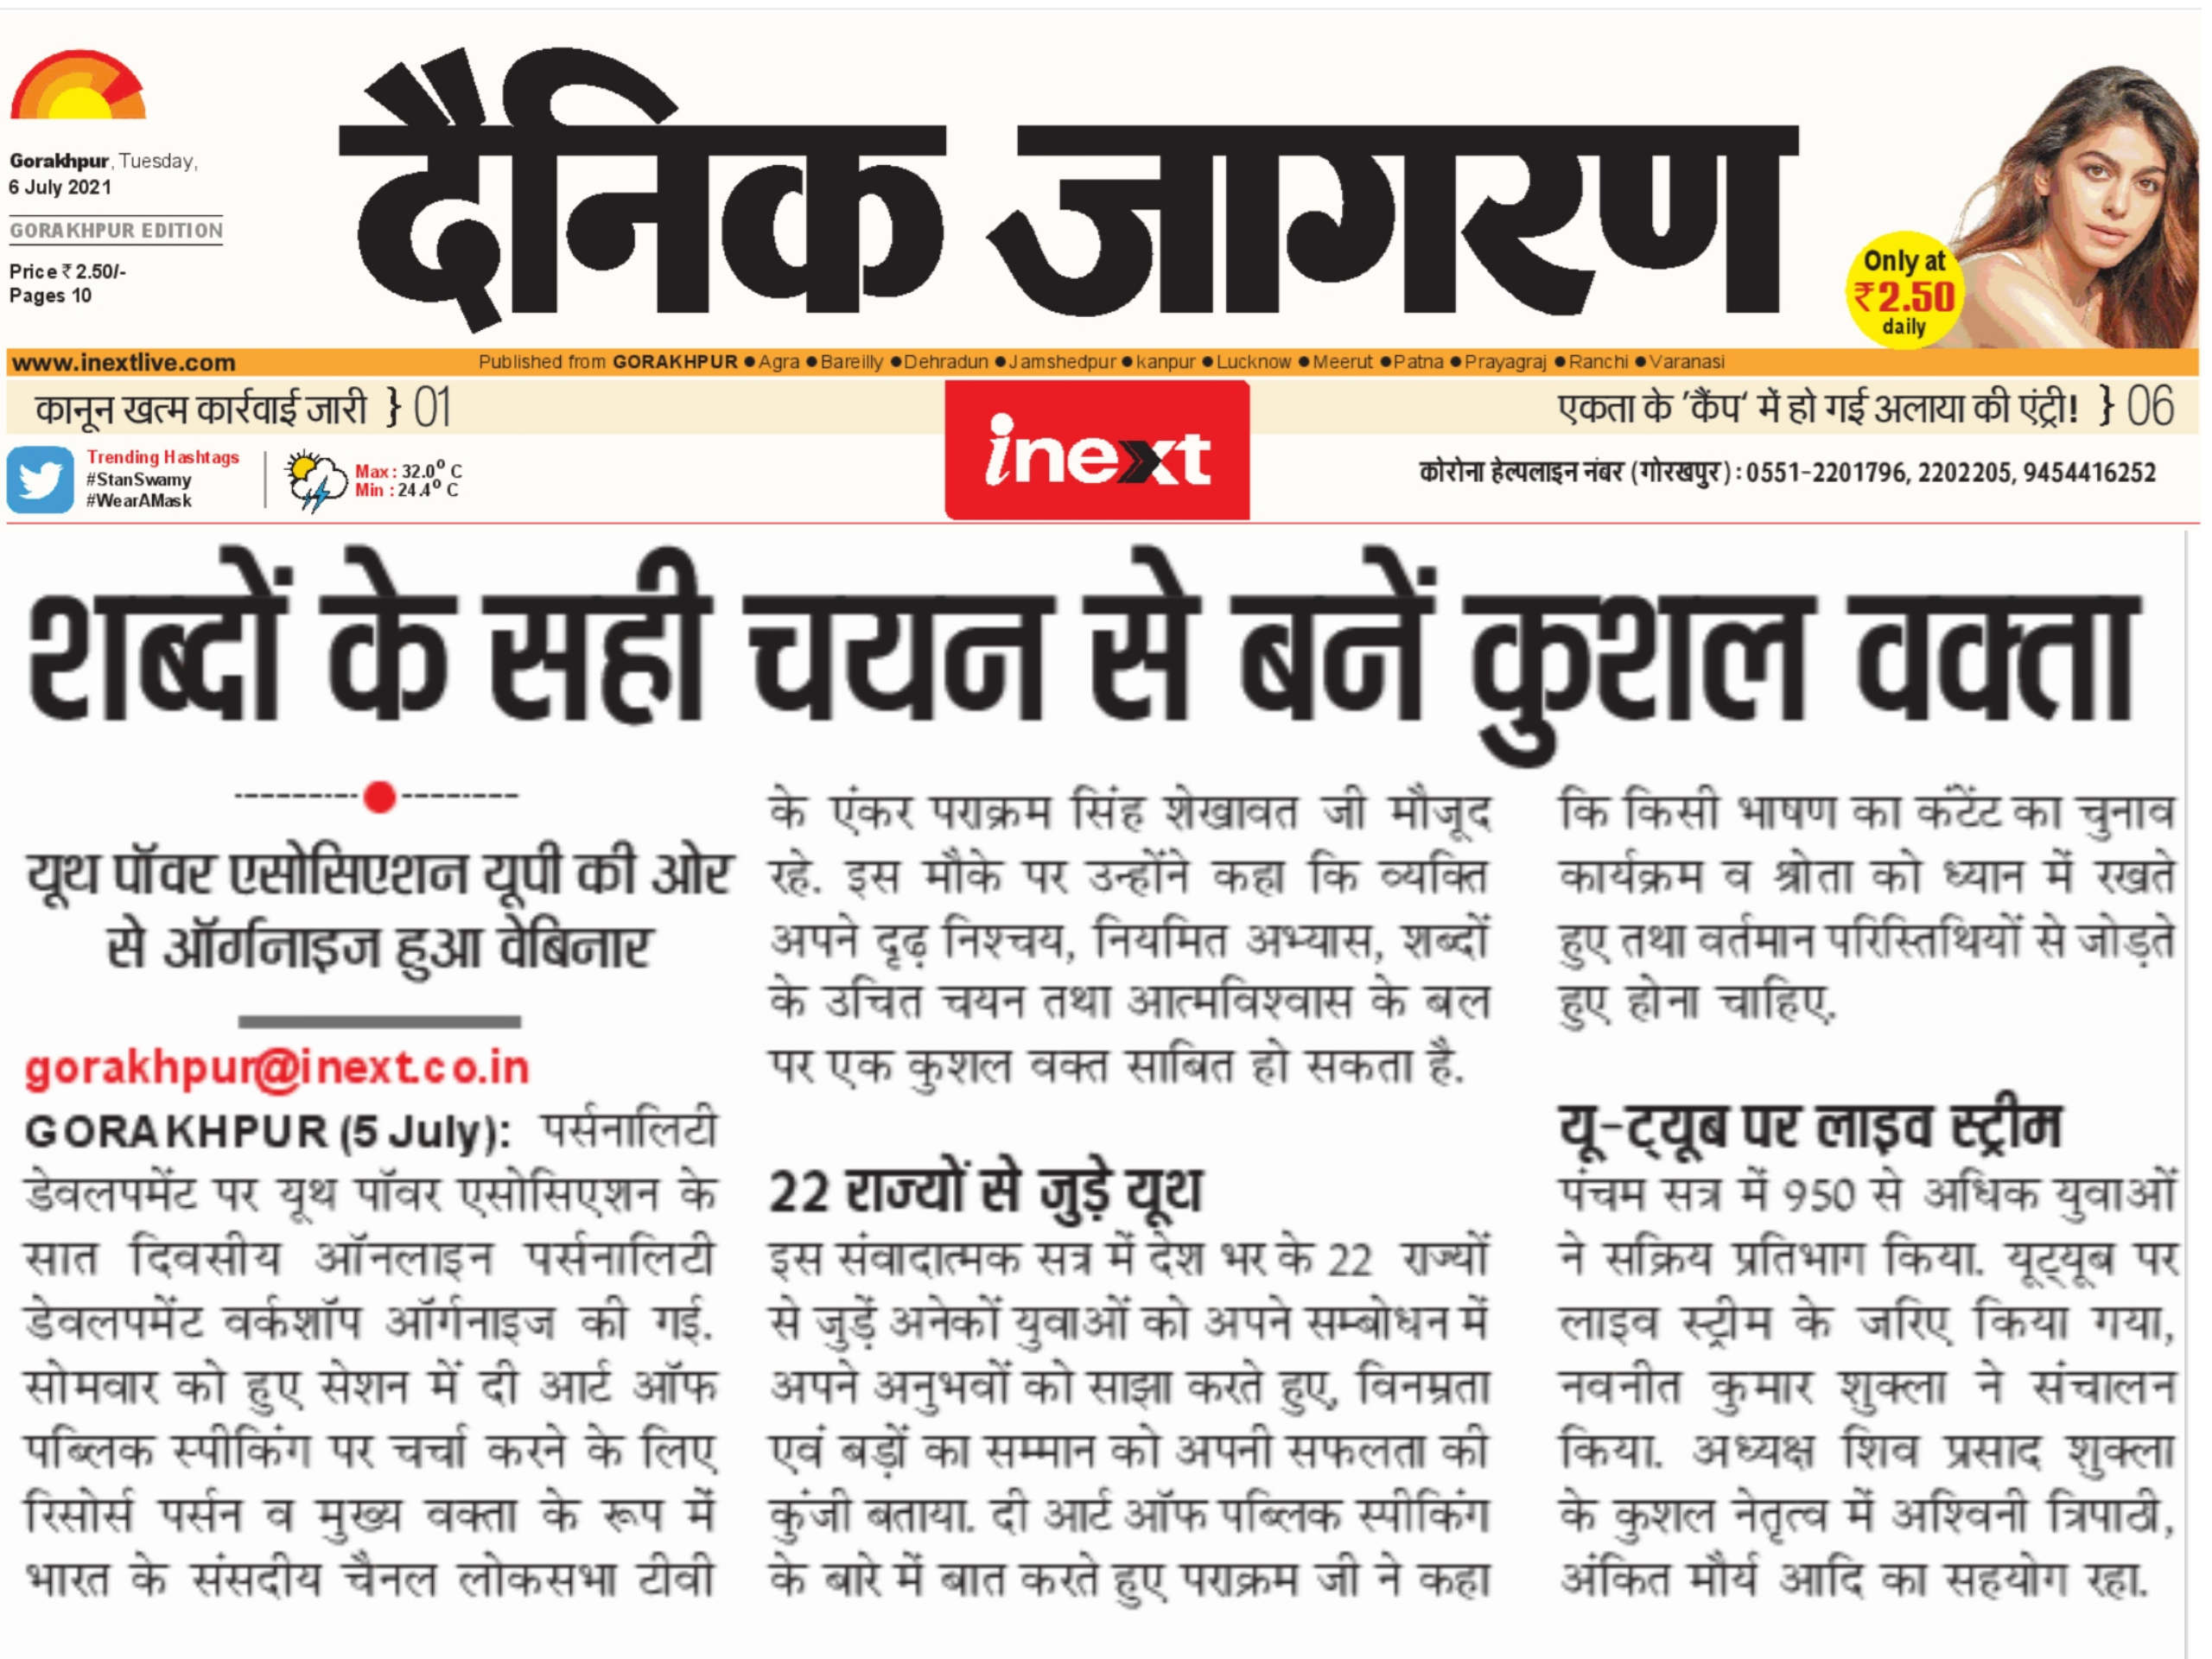 Gorakhpur, Tuesday,
6 July 2021
GORAKHPUR EDITION
Price ₹ 2.50/-
Pages 10
दैनिक जागरण
Only at
₹2.50
daily
www.inextlive.com
Published from GORAKHPUR ● Agra ● Bareilly ● Dehradun ● Jamshedpur ● kanpur ● Lucknow ● Meerut ● Patna ● Prayagraj ● Ranchi ● Varanasi
कानून खत्म कार्रवाई जारी } 01
inext
एकता के 'कैंप' में हो गई अलाया की एंट्री! } 06
Trending Hashtags
#StanSwamy
#WearAMask
Max : 32.0⁰ C
Min : 24.4⁰ C
कोरोना हेल्पलाइन नंबर (गोरखपुर) : 0551-2201796, 2202205, 9454416252
शब्दों के सही चयन से बनें कुशल वक्ता
यूथ पॉवर एसोसिएशन यूपी की ओर
से ऑर्गनाइज हुआ वेबिनार
gorakhpur@inext.co.in
GORAKHPUR (5 July): पर्सनालिटी
डेवलपमेंट पर यूथ पॉवर एसोसिएशन के
सात दिवसीय ऑनलाइन पर्सनालिटी
डेवलपमेंट वर्कशॉप ऑर्गनाइज की गई.
सोमवार को हुए सेशन में दी आर्ट ऑफ
पब्लिक स्पीकिंग पर चर्चा करने के लिए
रिसोर्स पर्सन व मुख्य वक्ता के रूप में
भारत के संसदीय चैनल लोकसभा टीवी
के एंकर पराक्रम सिंह शेखावत जी मौजूद
रहे. इस मौके पर उन्होंने कहा कि व्यक्ति
अपने दृढ़ निश्चय, नियमित अभ्यास, शब्दों
के उचित चयन तथा आत्मविश्वास के बल
पर एक कुशल वक्त साबित हो सकता है.
22 राज्यों से जुड़े यूथ
इस संवादात्मक सत्र में देश भर के 22 राज्यों
से जुड़ें अनेकों युवाओं को अपने सम्बोधन में
अपने अनुभवों को साझा करते हुए, विनम्रता
एवं बड़ों का सम्मान को अपनी सफलता की
कुंजी बताया. दी आर्ट ऑफ पब्लिक स्पीकिंग
के बारे में बात करते हुए पराक्रम जी ने कहा
कि किसी भाषण का कंटेंट का चुनाव
कार्यक्रम व श्रोता को ध्यान में रखते
हुए तथा वर्तमान परिस्तिथियों से जोड़ते
हुए होना चाहिए.
यू-ट्यूब पर लाइव स्ट्रीम
पंचम सत्र में 950 से अधिक युवाओं
ने सक्रिय प्रतिभाग किया. यूट्यूब पर
लाइव स्ट्रीम के जरिए किया गया,
नवनीत कुमार शुक्ला ने संचालन
किया. अध्यक्ष शिव प्रसाद शुक्ला
के कुशल नेतृत्व में अश्विनी त्रिपाठी,
अंकित मौर्य आदि का सहयोग रहा.